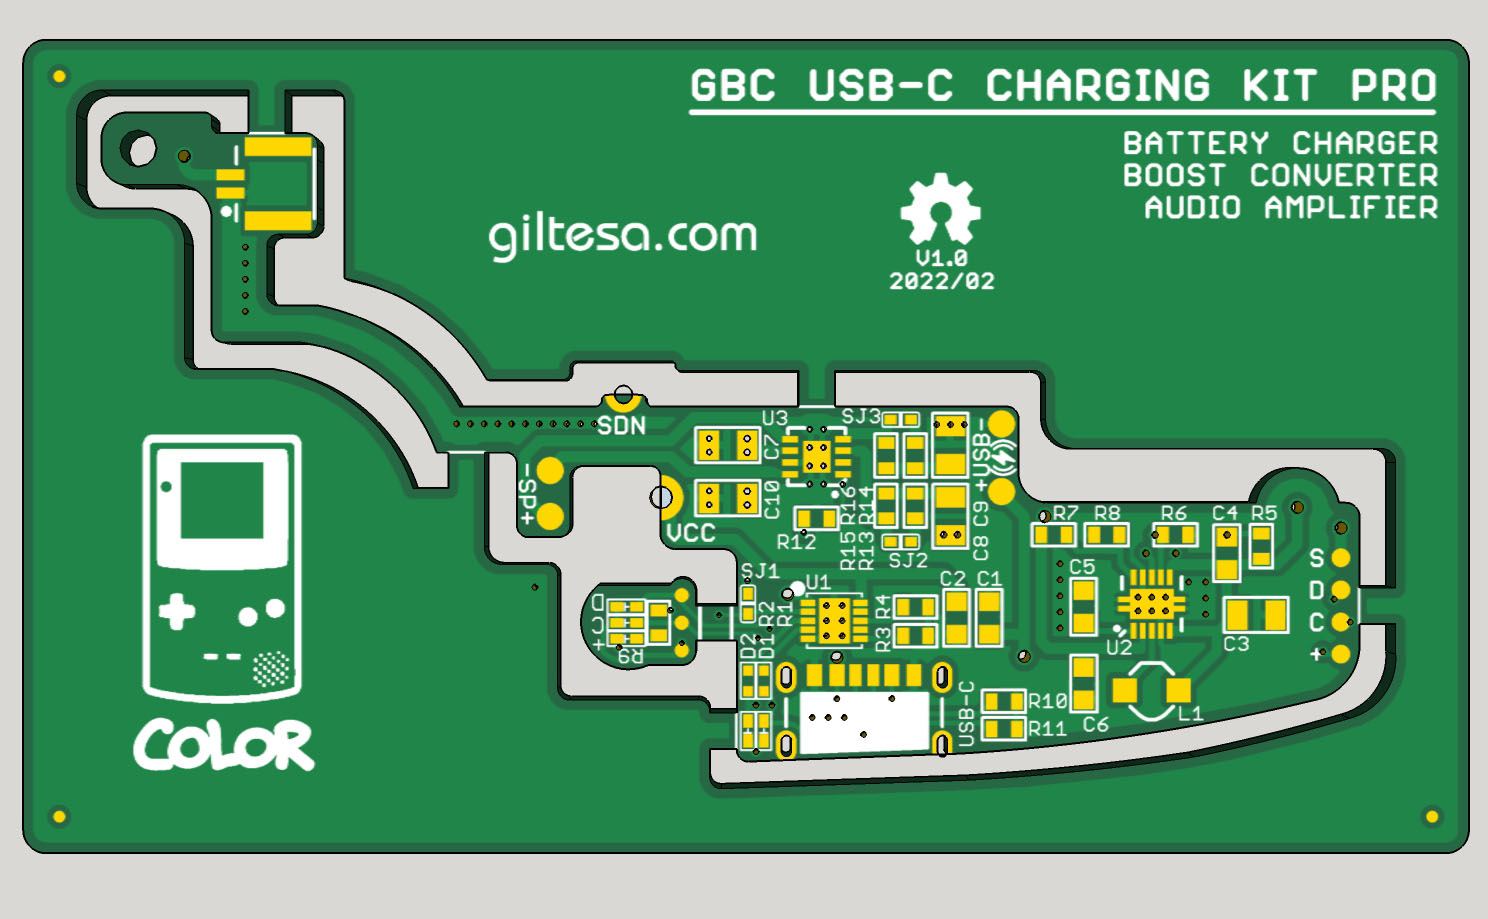 GBC USB-C CHARGING KIT PRO
BATTERY CHARGER
BOOST CONVERTER
AUDIO AMPLIFIER
giltesa.com
V1.0
2022/02
SDN
U3
SJ3
USB-
+
C7
-
SP
+
C10
VCC
R12
R16
R14
R15
R13
SJ2
C9
C8
R7
R8
R6
C4
R5
S
D
C
+
C5
U2
C3
SJ1
U1
R2
R1
R4
R3
C2
C1
D
C
+
R9
D2
D1
USB-C
R10
R11
C6
L1
COLOR